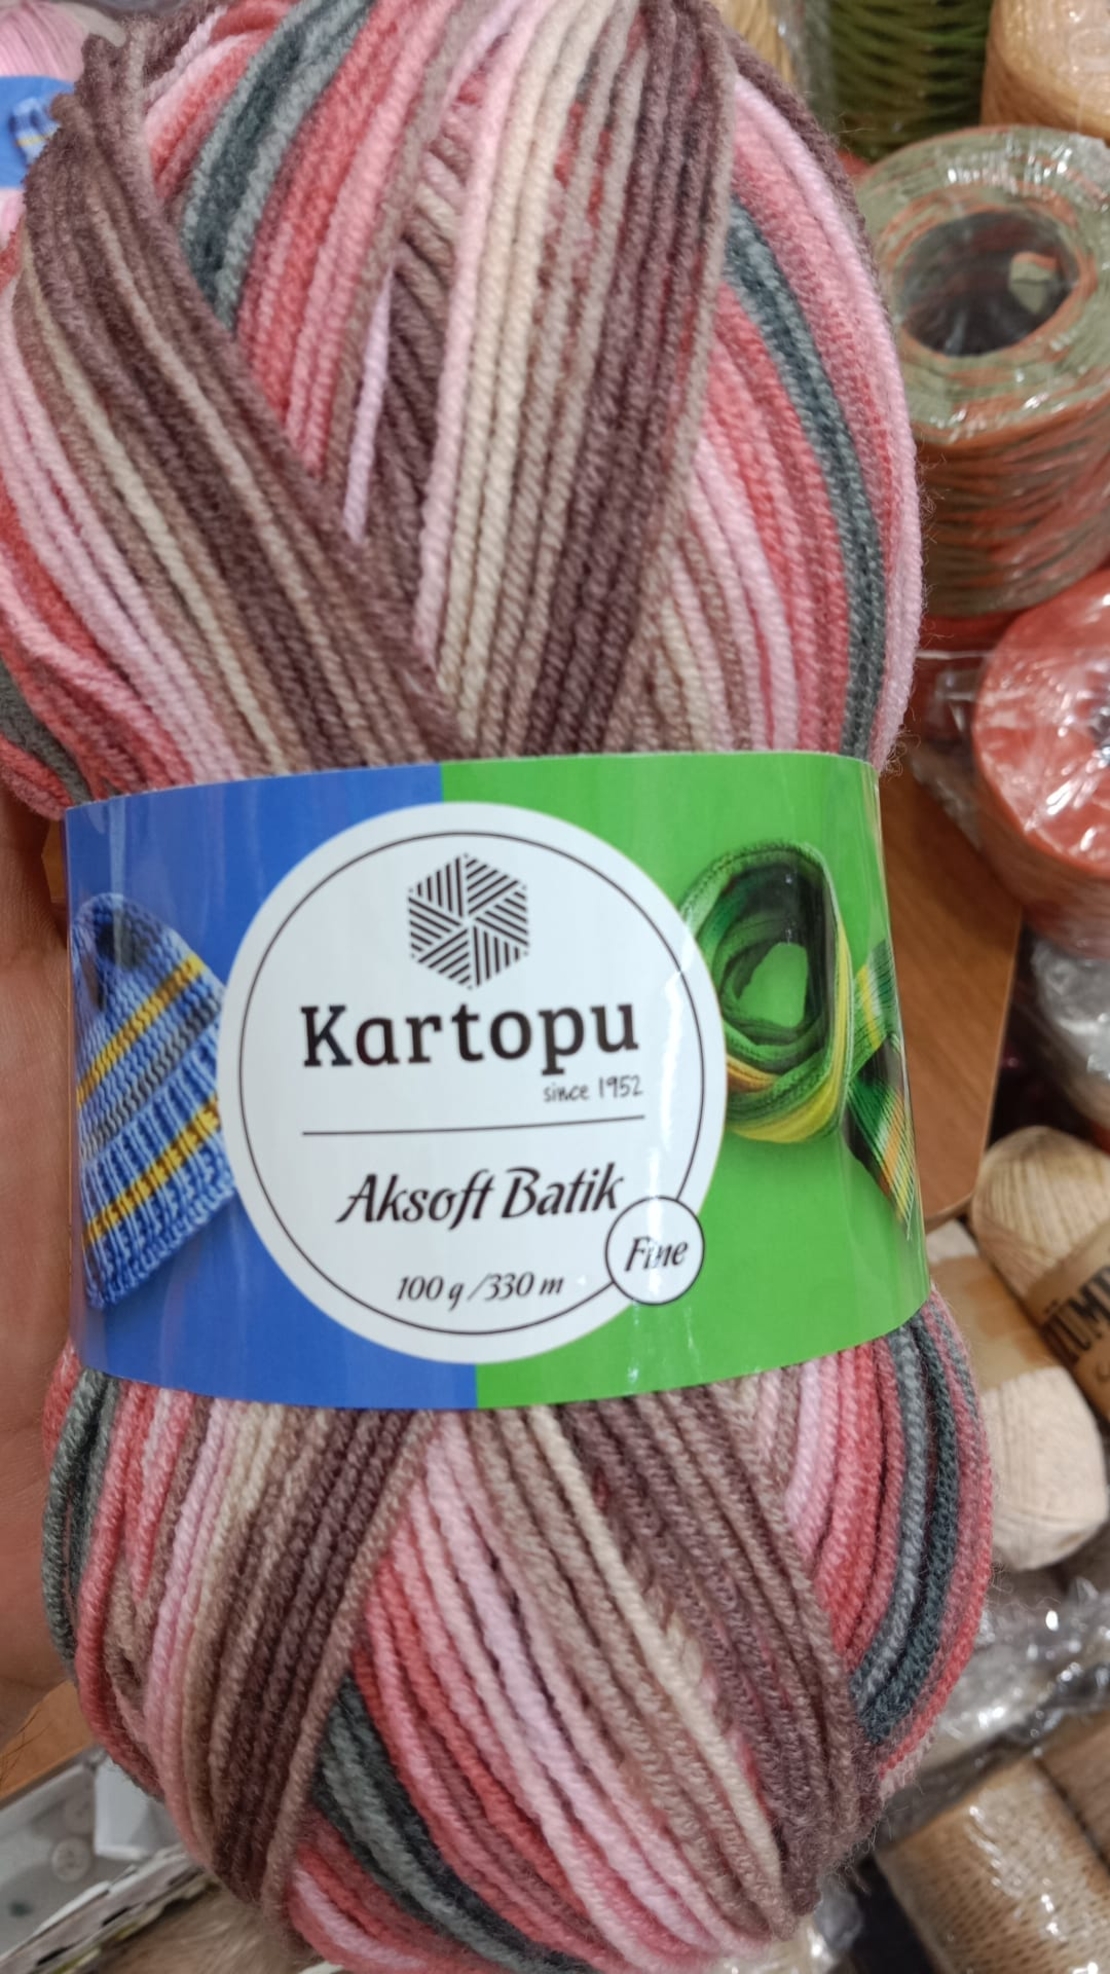 Kartopu
since 1952
Aksoft Batik
Fine
100 g/330 m